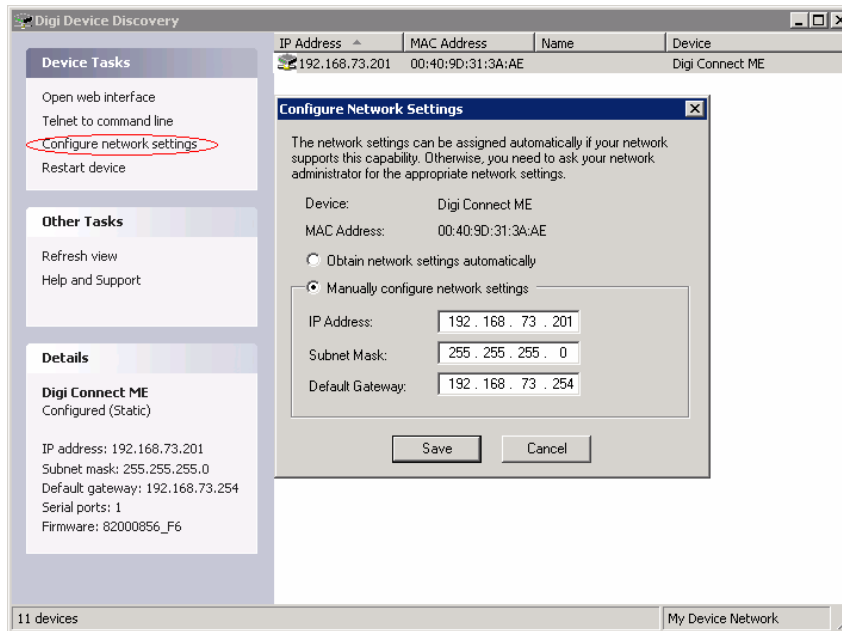 Digi Device Discovery
IP Address MAC Address Name Device
192.168.73.201 00:40:9D:31:3A:AE Digi Connect ME
Device Tasks
Open web interface
Telnet to command line
Configure network settings
Restart device
Other Tasks
Refresh view
Help and Support
Details
Digi Connect ME
Configured (Static)
IP address: 192.168.73.201
Subnet mask: 255.255.255.0
Default gateway: 192.168.73.254
Serial ports: 1
Firmware: 82000856_F6
Configure Network Settings
The network settings can be assigned automatically if your network
supports this capability. Otherwise, you need to ask your network
administrator for the appropriate network settings.
Device: Digi Connect ME
MAC Address: 00:40:9D:31:3A:AE
Obtain network settings automatically
Manually configure network settings
IP Address: 192 . 168 . 73 . 201
Subnet Mask: 255 . 255 . 255 . 0
Default Gateway: 192 . 168 . 73 . 254
Save Cancel
11 devices My Device Network